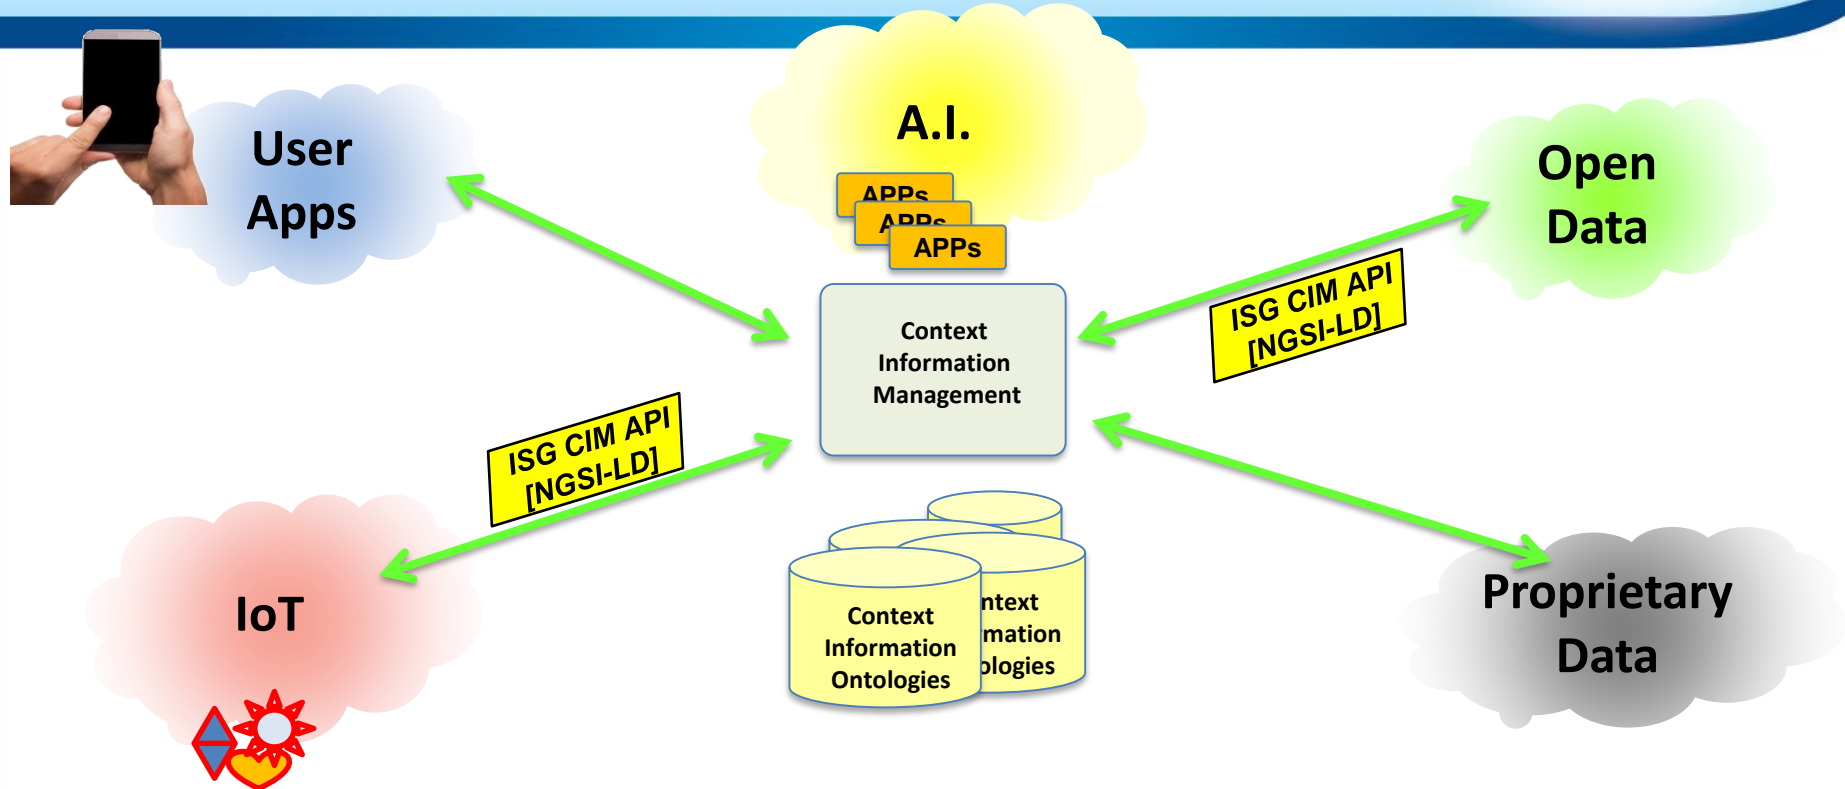 User
Apps
A.I.
APPs
APPs
APPs
Open
Data
ISG CIM API
[NGSI-LD]
Context
Information
Management
ISG CIM API
[NGSI-LD]
IoT
Context
Information
Ontologies
ntext
mation
ologies
Proprietary
Data